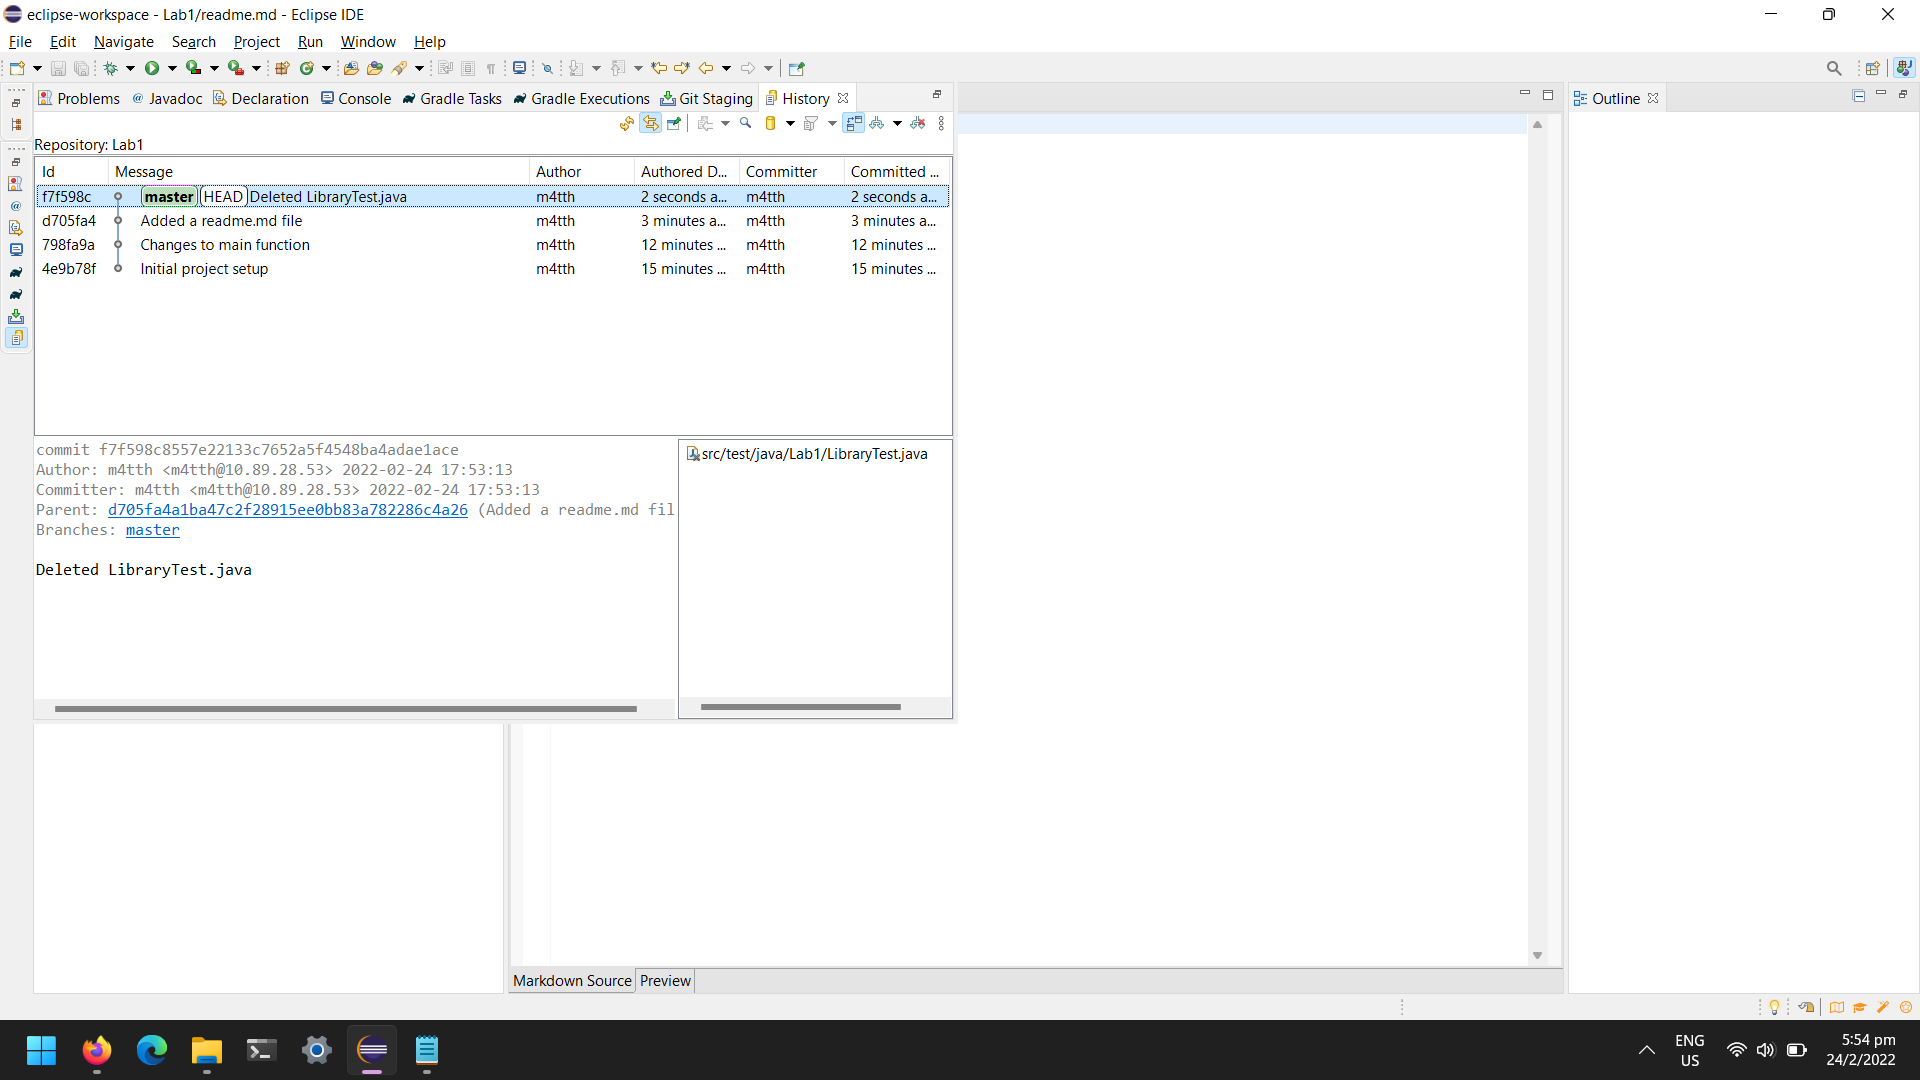 eclipse-workspace - Lab1/readme.md - Eclipse IDE
File Edit Navigate Search Project Run Window Help
Problems Javadoc Declaration Console Gradle Tasks Gradle Executions Git Staging History
Outline
Repository: Lab1
Id Message Author Authored D... Committer Committed ...
f7f598c master HEAD Deleted LibraryTest.java m4tth 2 seconds a... m4tth 2 seconds a...
d705fa4 Added a readme.md file m4tth 3 minutes a... m4tth 3 minutes a...
798fa9a Changes to main function m4tth 12 minutes ... m4tth 12 minutes ...
4e9b78f Initial project setup m4tth 15 minutes ... m4tth 15 minutes ...
commit f7f598c8557e22133c7652a5f4548ba4adae1ace
Author: m4tth <m4tth@10.89.28.53> 2022-02-24 17:53:13
Committer: m4tth <m4tth@10.89.28.53> 2022-02-24 17:53:13
Parent: d705fa4a1ba47c2f28915ee0bb83a782286c4a26 (Added a readme.md fil
Branches: master
Deleted LibraryTest.java
src/test/java/Lab1/LibraryTest.java
Markdown Source Preview
ENG
US
5:54 pm
24/2/2022